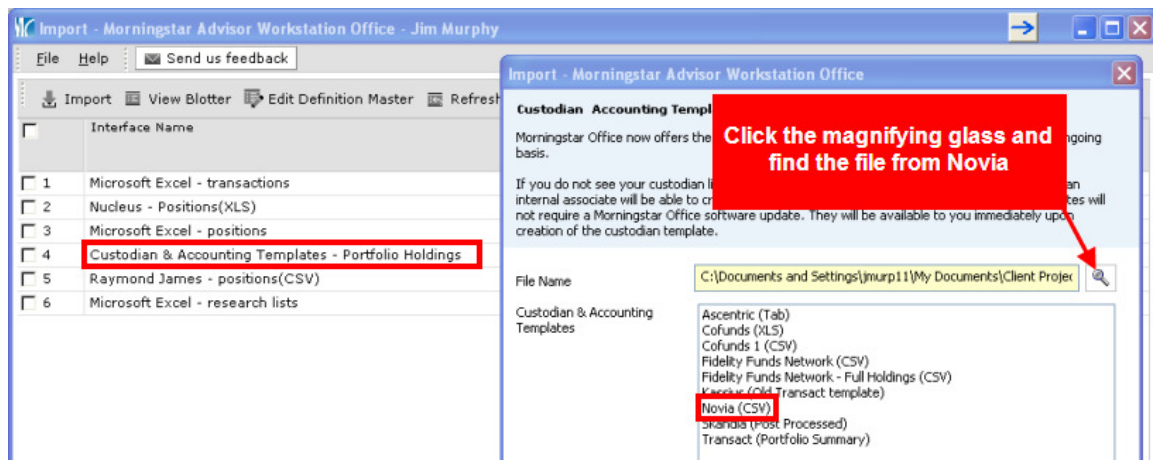 Import - Morningstar Advisor Workstation Office - Jim Murphy
File Help Send us feedback
Import View Blotter Edit Definition Master Refresh
Interface Name
1 Microsoft Excel - transactions
2 Nucleus - Positions(XLS)
3 Microsoft Excel - positions
4 Custodian & Accounting Templates - Portfolio Holdings
5 Raymond James - positions(CSV)
6 Microsoft Excel - research lists
Import - Morningstar Advisor Workstation Office
Custodian Accounting
Morningstar Office now offers the ngoing
basis.
If you do not see your custodian an
internal associate will be able to tes will
not require a Morningstar Office software update. They will be available to you immediately upon
creation of the custodian template.
Click the magnifying glass and
find the file from Novia
File Name C:\Documents and Settings\jmurp11\My Documents\Client Projec
Custodian & Accounting
Templates
Ascentric (Tab)
Cofunds (XLS)
Cofunds 1 (CSV)
Fidelity Funds Network (CSV)
Fidelity Funds Network - Full Holdings (CSV)
(Old Transact template)
Novia (CSV)
Skandia (Post Processed)
Transact (Portfolio Summary)